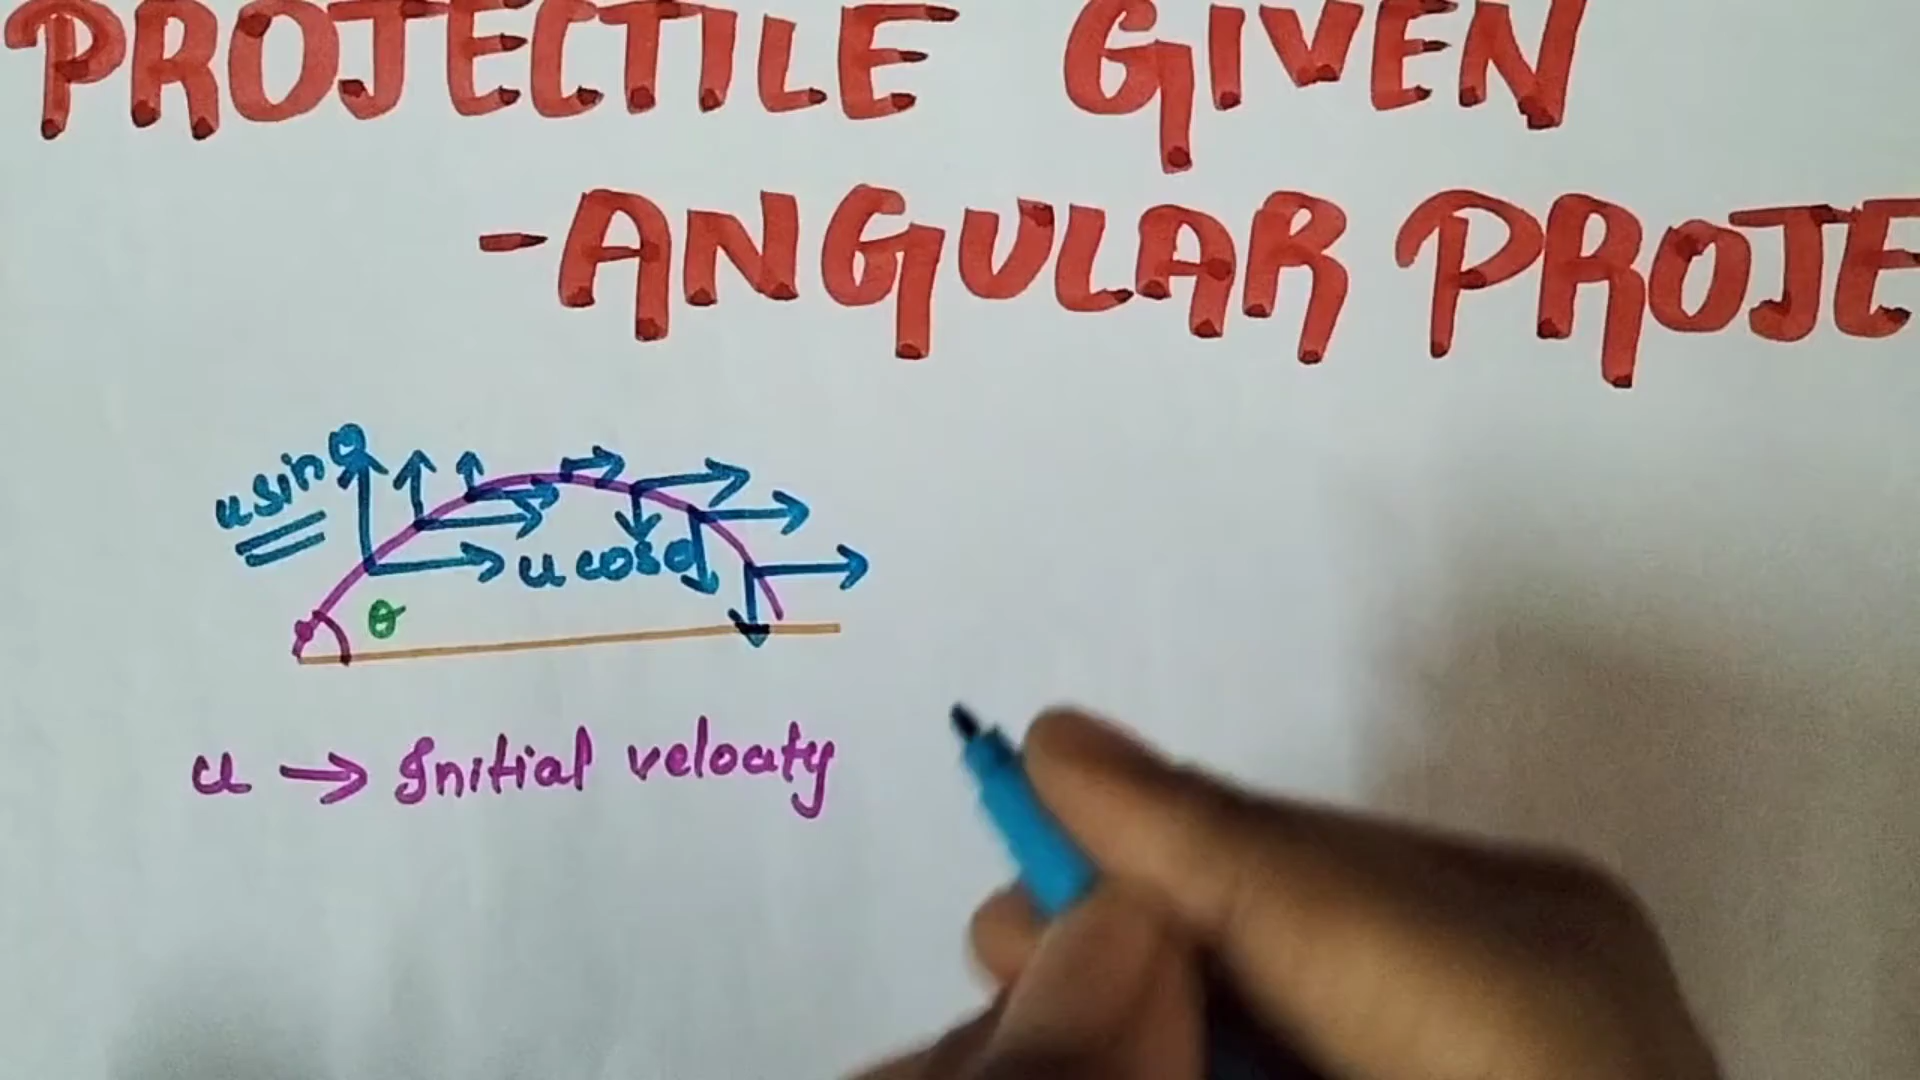 PROJECTILE GIVEN
-ANGULAR PROJE
u sin θ
u cos θ
θ
u → Initial velocity